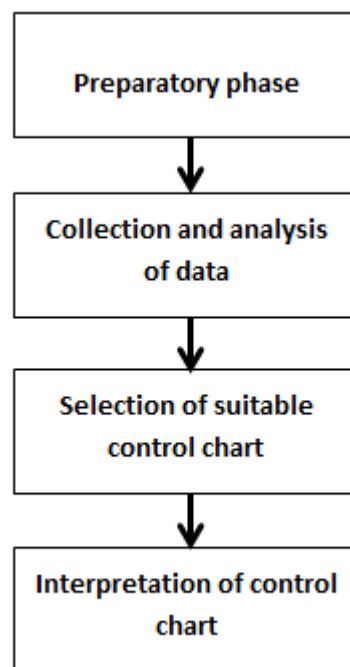 Preparatory phase
Collection and analysis
of data
Selection of suitable
control chart
Interpretation of control
chart